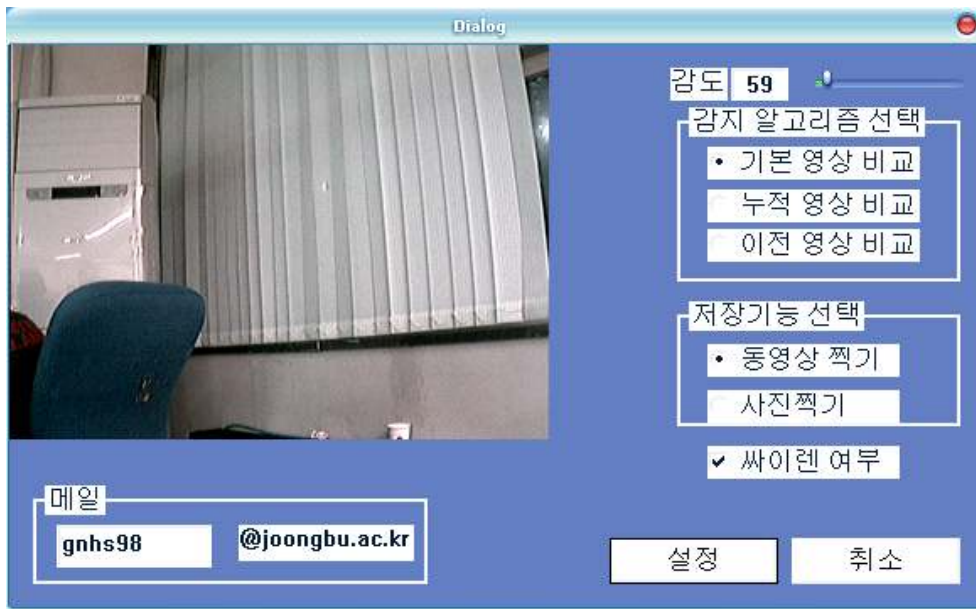 Dialog
감도 59
감지 알고리즘 선택
기본 영상 비교
누적 영상 비교
이전 영상 비교
저장기능 선택
동영상 찍기
사진찍기
싸이렌 여부
메일
gnhs98 @joongbu.ac.kr
설정 취소